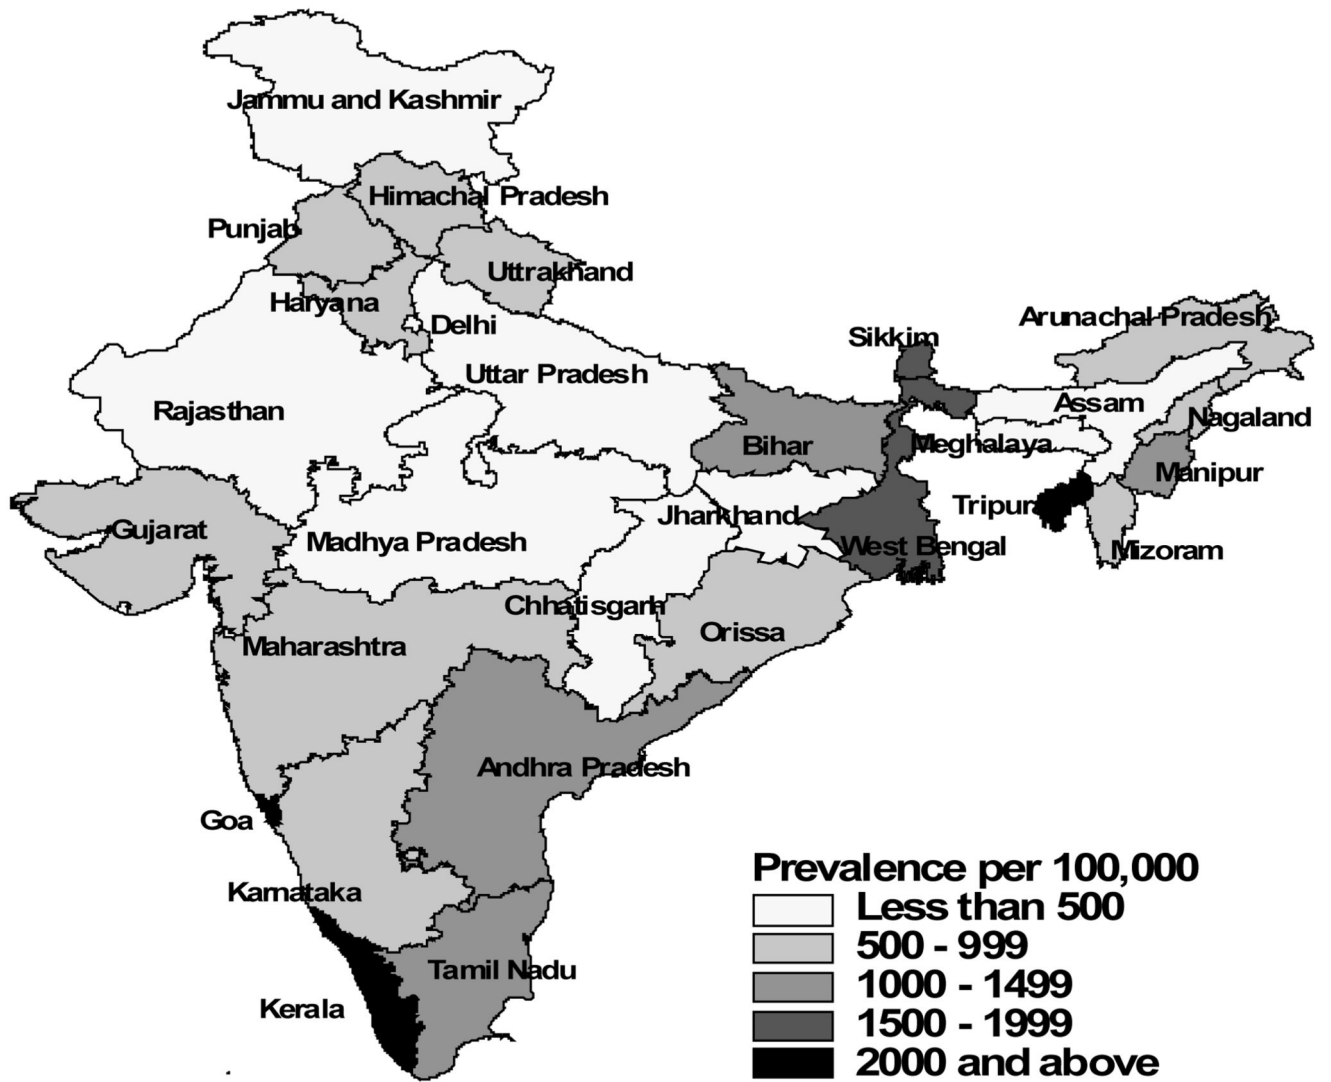 Jammu and Kashmir
Himachal Pradesh
Punjab
Uttrakhand
Haryana
Delhi
Arunachal Pradesh
Sikkim
Uttar Pradesh
Assam
Rajasthan
Nagaland
Bihar
Meghalaya
Manipur
Tripura
Jharkhand
Gujarat
Madhya Pradesh
West Bengal
Mizoram
Chhatisgarh
Orissa
Maharashtra
Andhra Pradesh
Goa
Karnataka
Tamil Nadu
Kerala
Prevalence per 100,000
Less than 500
500 - 999
1000 - 1499
1500 - 1999
2000 and above